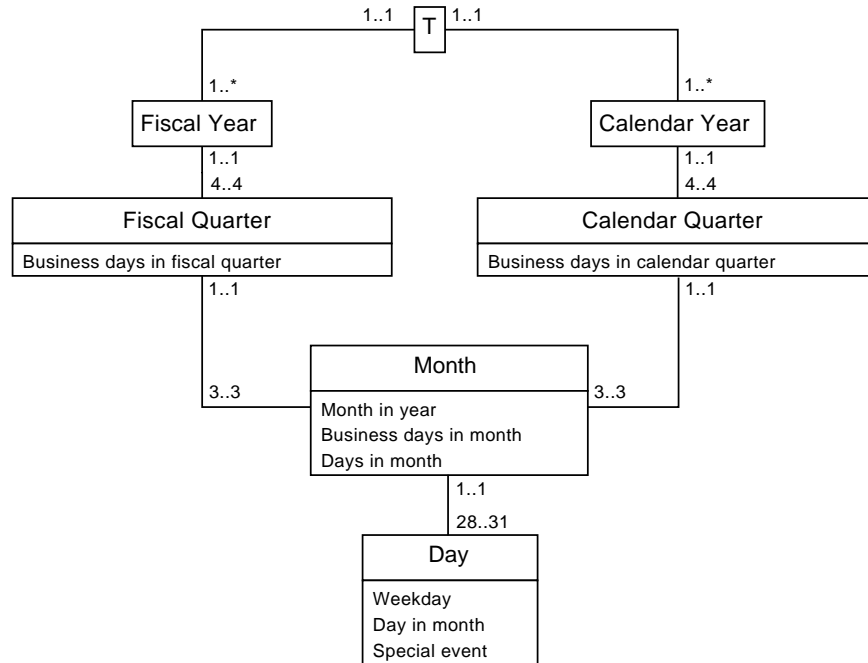 1..1 T 1..1
1..* 1..*
Fiscal Year Calendar Year
1..1 1..1
4..4 4..4
Fiscal Quarter Calendar Quarter
Business days in fiscal quarter Business days in calendar quarter
1..1 1..1
Month
3..3 3..3
Month in year
Business days in month
Days in month
1..1
28..31
Day
Weekday
Day in month
Special event